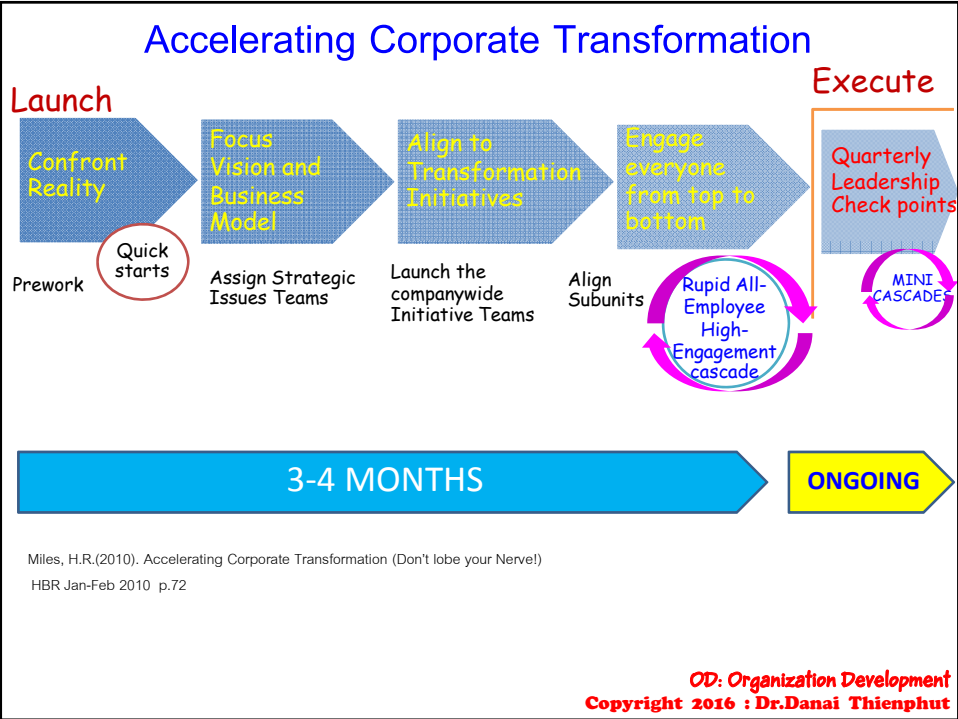 Accelerating Corporate Transformation
Launch
Execute
Confront
Reality
Focus
Vision and
Business
Model
Align to
Transformation
Initiatives
Engage
everyone
from top to
bottom
Quarterly
Leadership
Check points
Prework
Quick
starts
Assign Strategic
Issues Teams
Launch the
companywide
Initiative Teams
Align
Subunits
Rupid All-
Employee
High-
Engagement
cascade
MINI
CASCADES
3-4 MONTHS
ONGOING
Miles, H.R.(2010). Accelerating Corporate Transformation (Don't lobe your Nerve!)
HBR Jan-Feb 2010 p.72
OD: Organization Development
Copyright 2016 : Dr.Danai Thienphut